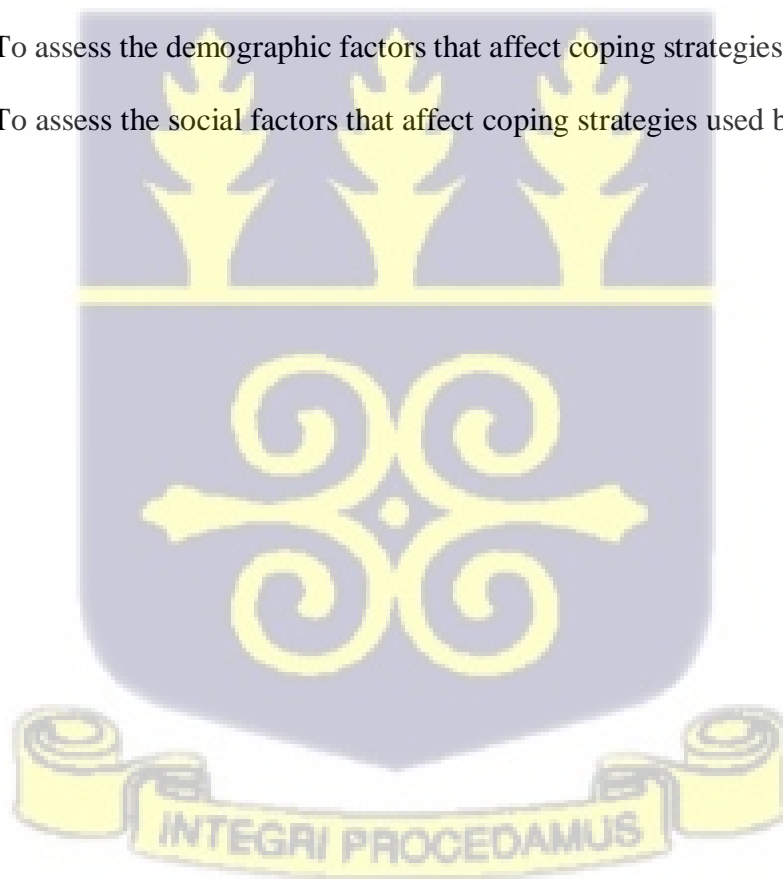 To assess the demographic factors that affect coping strategies
To assess the social factors that affect coping strategies used
INTEGRI PROCEDAMUS